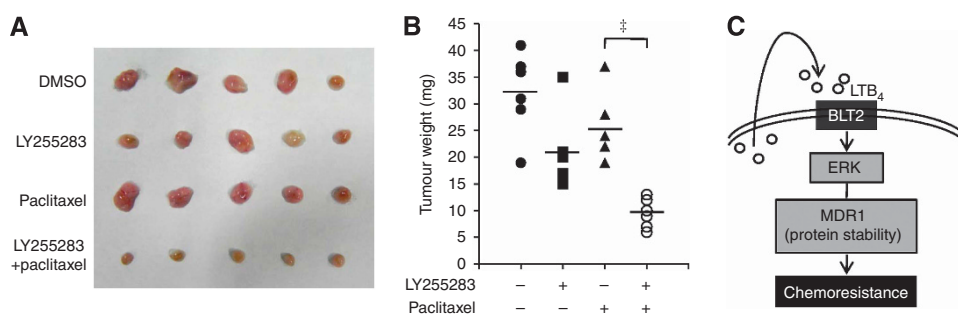 A
DMSO
LY255283
Paclitaxel
LY255283
+paclitaxel
B
Tumour weight (mg)
45
40
35
30
25
20
15
10
5
0
‡
LY255283 – + – +
Paclitaxel – – + +
C
LTB4
BLT2
ERK
MDR1
(protein stability)
Chemoresistance